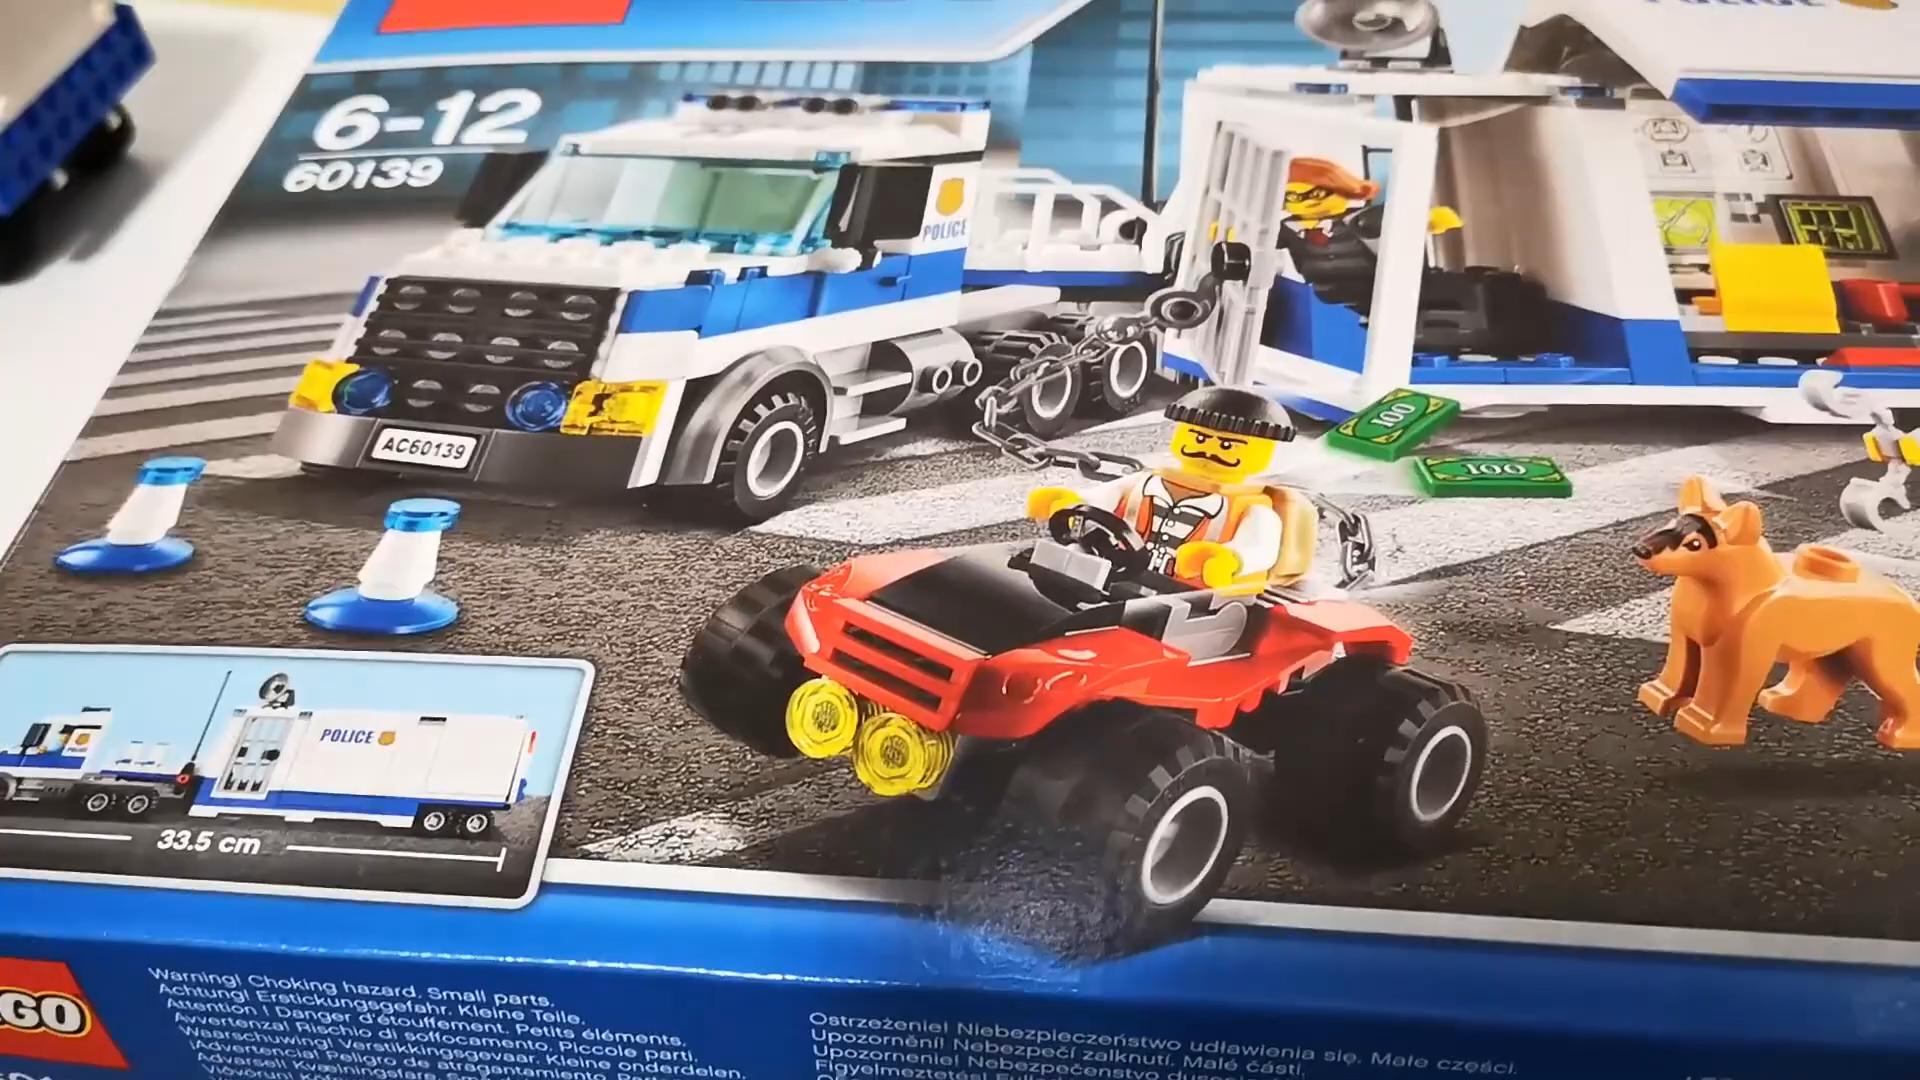 6-12
60139
POLICE
POLICE
AC60139
100
100
POLICE
33.5 cm
GO
Warning! Choking hazard. Small parts.
Achtung! Erstickungsgefahr. Kleine Teile.
Attention ! Danger d'étouffement. Petits éléments.
Avvertenza! Rischio di soffocamento. Piccole parti.
Waarschuwing! Verstikkingsgevaar. Kleine onderdelen.
¡Advertencia! Peligro de atragantamiento.
Ostrzeżenie! Niebezpieczeństwo udławienia się. Małe części.
Upozornění! Nebezpečí zalknutí. Malé části.
Upozornenie! Nebezpečenstvo
Figyelmeztetés!